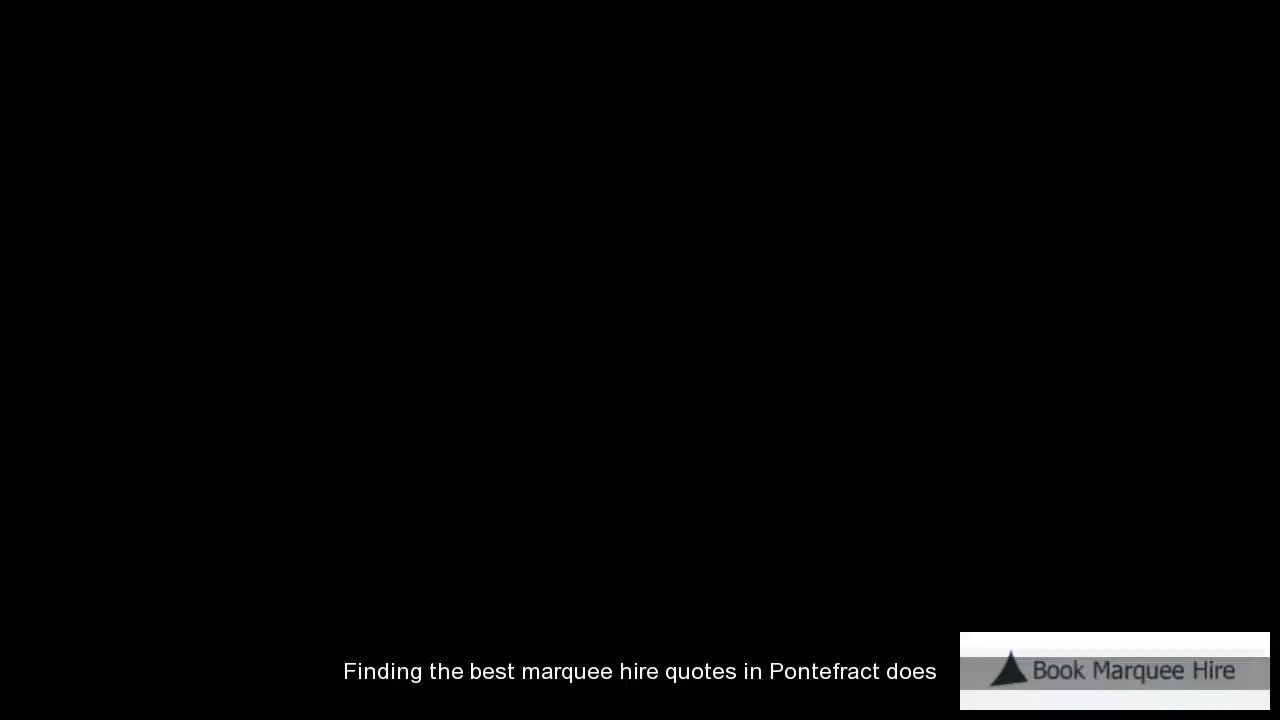 Finding the best marquee hire quotes in Pontefract does
Book Marquee Hire